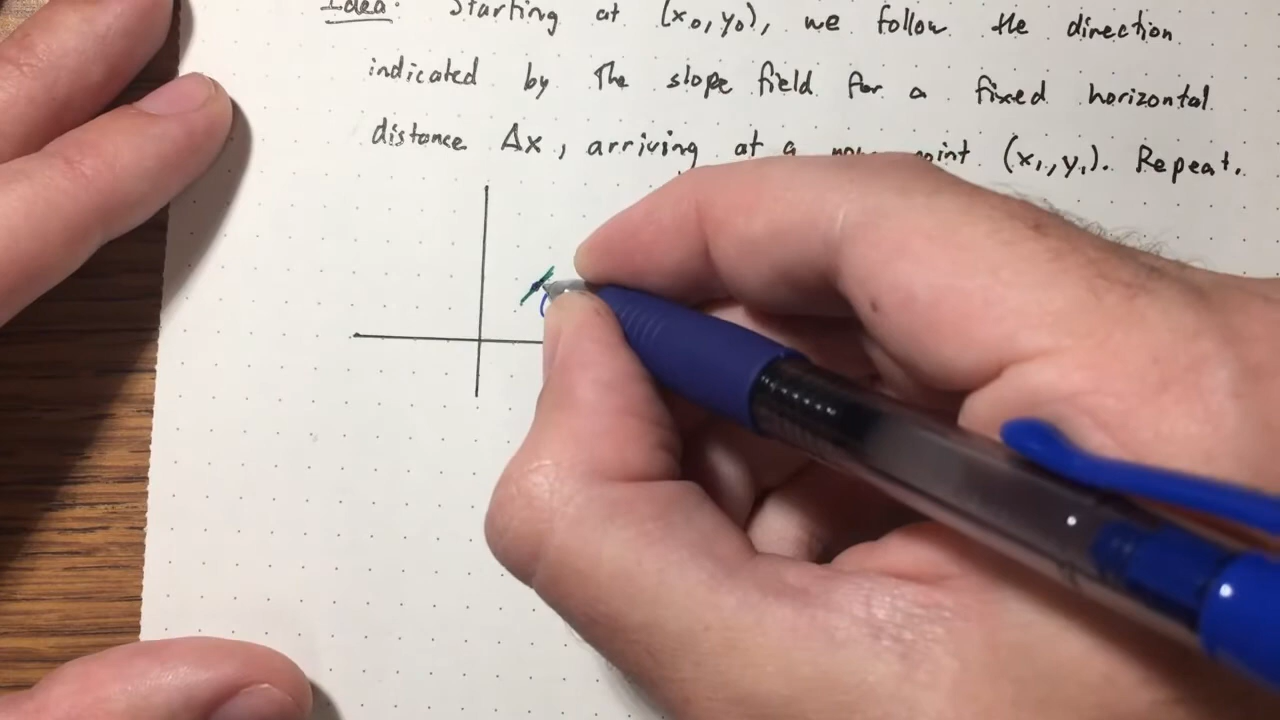 Idea: Starting at (x₀, y₀), we follow the direction
indicated by the slope field for a fixed horizontal
distance Δx, arriving at a (x₁, y₁). Repeat.